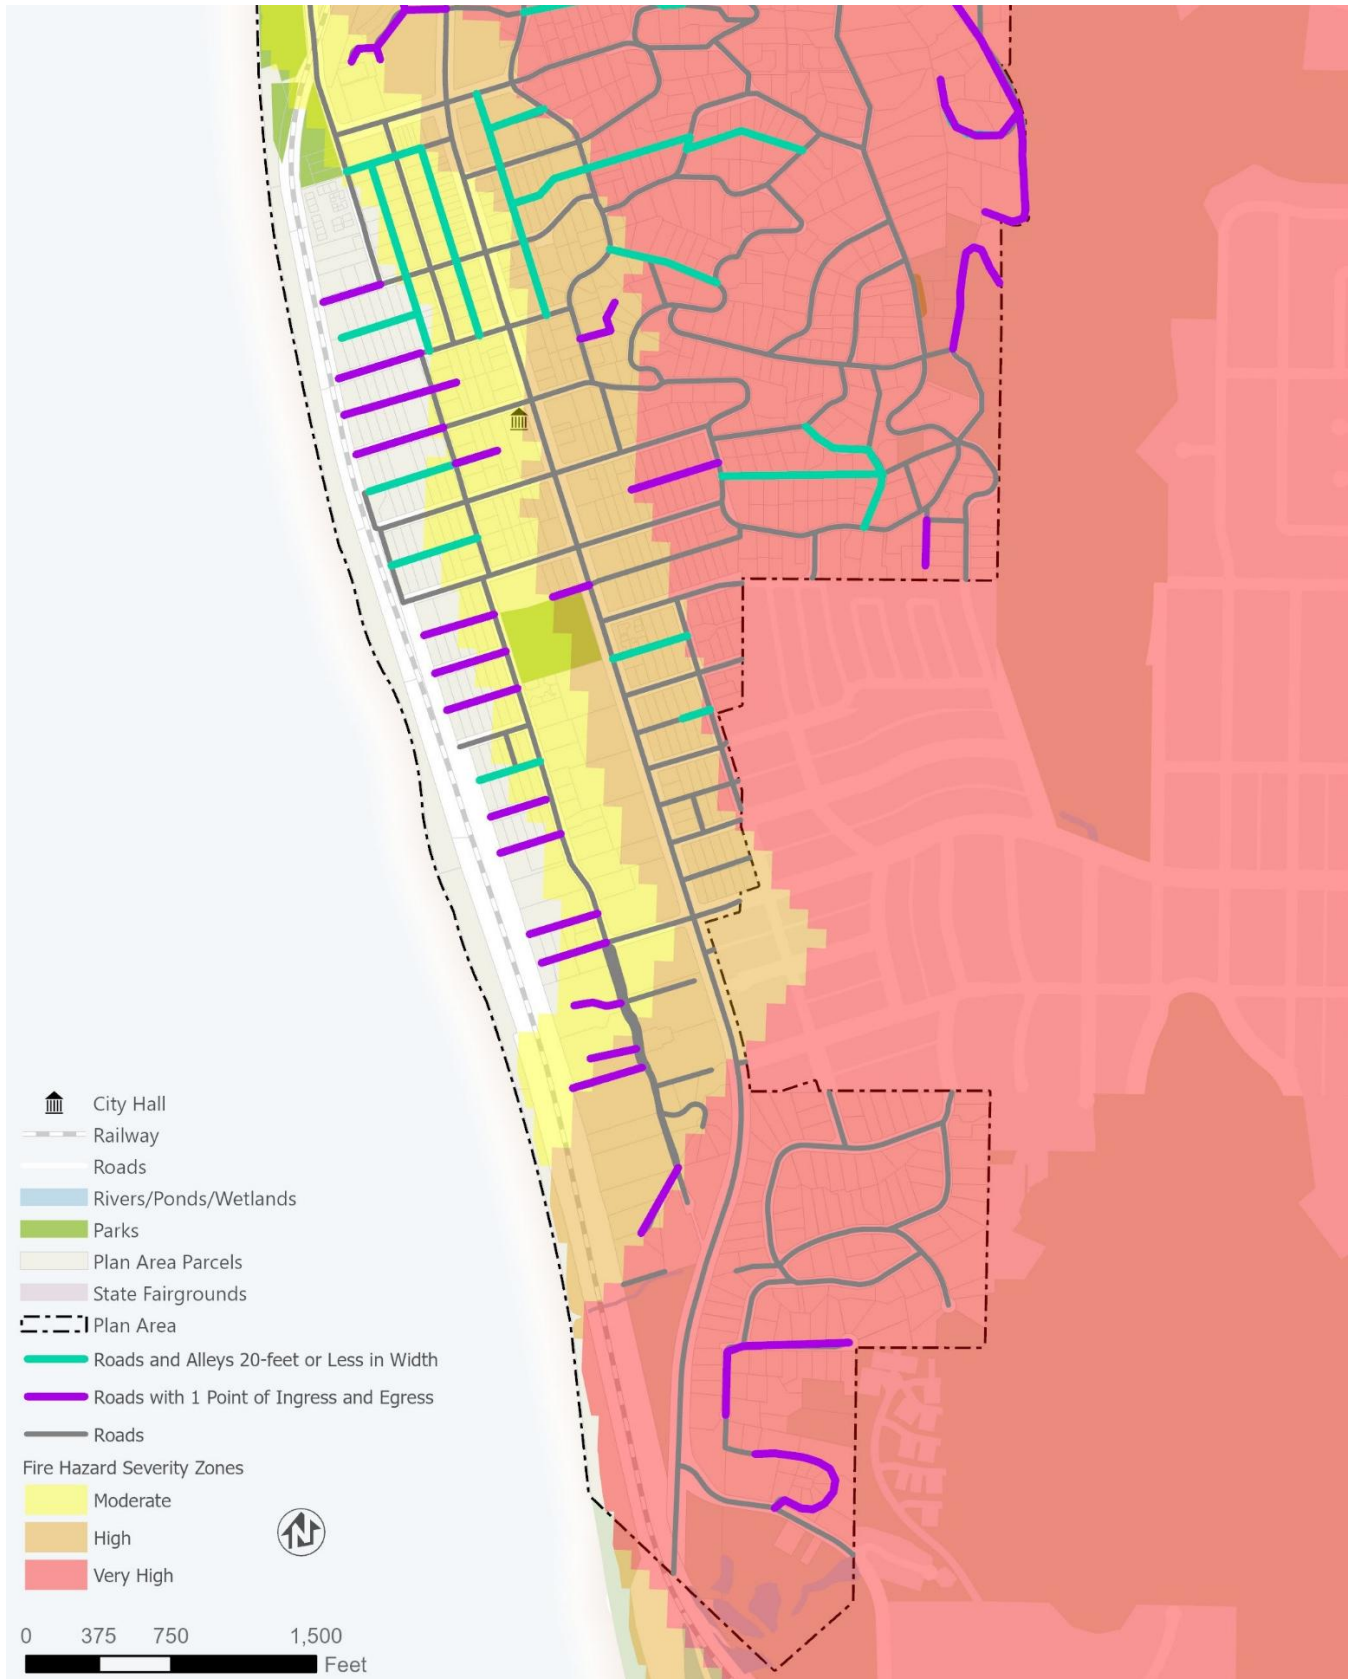 City Hall
Railway
Roads
Rivers/Ponds/Wetlands
Parks
Plan Area Parcels
State Fairgrounds
Plan Area
Roads and Alleys 20-feet or Less in Width
Roads with 1 Point of Ingress and Egress
Roads
Fire Hazard Severity Zones
Moderate
N
High
Very High
0 375 750 1,500
Feet